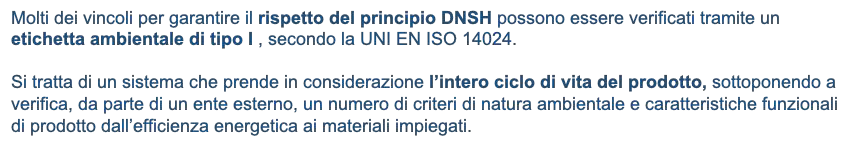 Molti dei vincoli per garantire il rispetto del principio DNSH possono essere verificati tramite un
etichetta ambientale di tipo I , secondo la UNI EN ISO 14024.
Si tratta di un sistema che prende in considerazione l’intero ciclo di vita del prodotto, sottoponendo a
verifica, da parte di un ente esterno, un numero di criteri di natura ambientale e caratteristiche funzionali
di prodotto dall’efficienza energetica ai materiali impiegati.